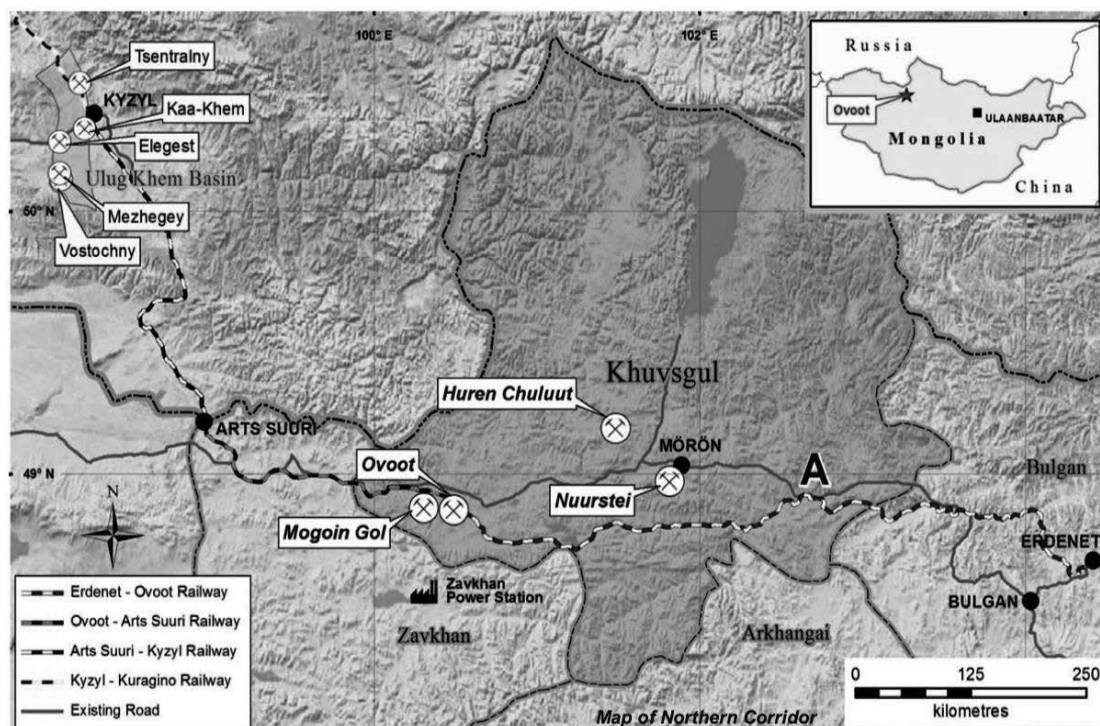 100° E
102° E
Tsentralny
KYZYL
Kaa-Khem
Elegest
Ulug Khem Basin
Mezhegey
50° N
Vostochny
Russia
Ovoot
ULAANBAATAR
Mongolia
China
Khuvsgul
Huren Chuluut
ARTS SUURI
MÖRÖN
Ovoot
49° N
A
Bulgan
Nuurstei
N
Mogoin Gol
ERDENET
Zavkhan
Power Station
BULGAN
Zavkhan
Arkhangai
Erdenet - Ovoot Railway
Ovoot - Arts Suuri Railway
Arts Suuri - Kyzyl Railway
Kyzyl - Kuragino Railway
Existing Road
0 125 250
kilometres
Map of Northern Corridor